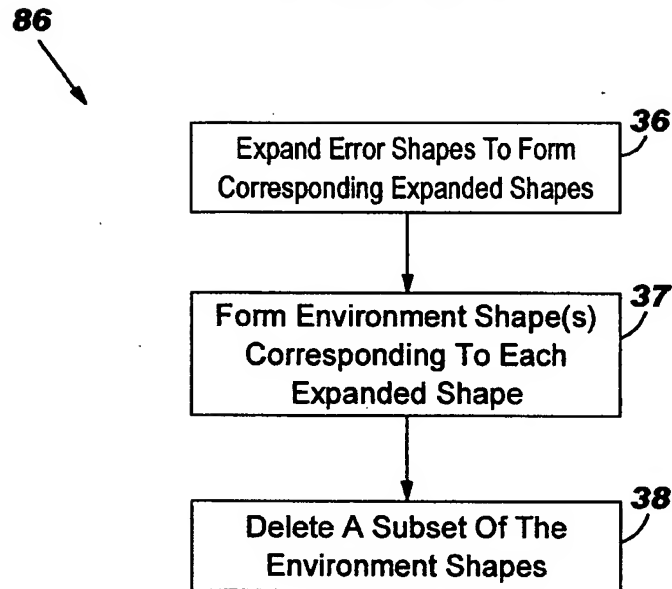 86
36
Expand Error Shapes To Form
Corresponding Expanded Shapes
37
Form Environment Shape(s)
Corresponding To Each
Expanded Shape
38
Delete A Subset Of The
Environment Shapes